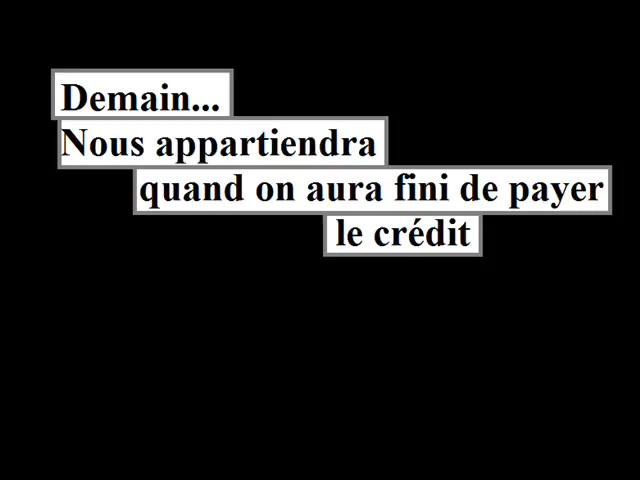 Demain...
Nous appartiendra
quand on aura fini de payer
le crédit